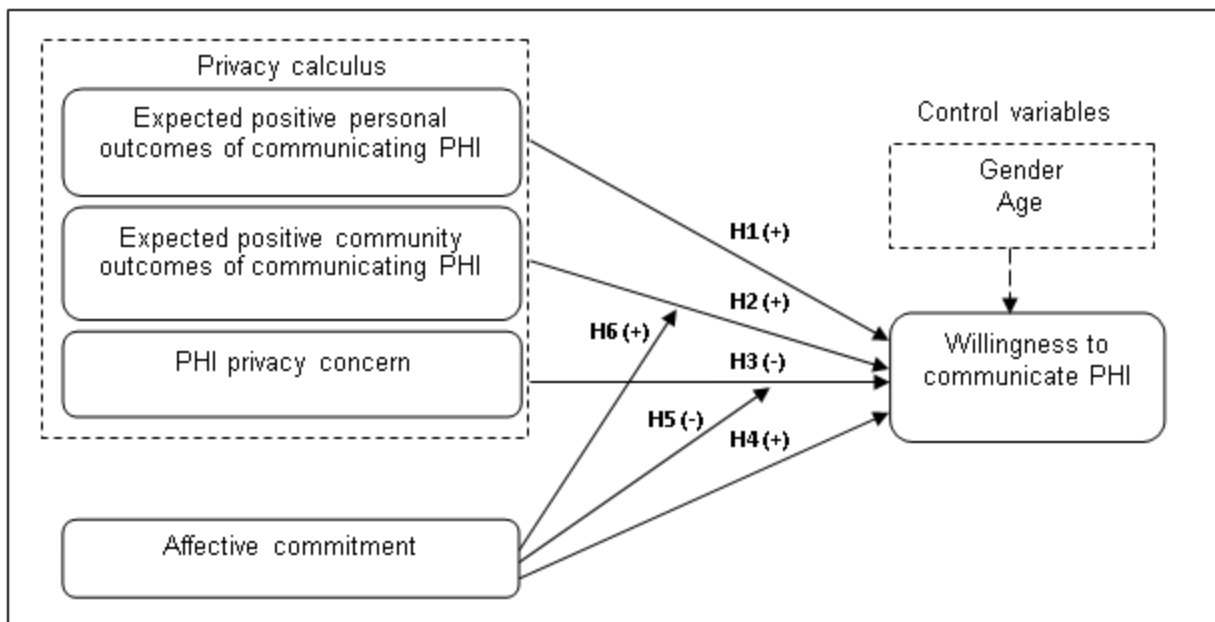 Privacy calculus
Expected positive personal
outcomes of communicating PHI
Expected positive community
outcomes of communicating PHI
PHI privacy concern
Affective commitment
H1 (+)
H2 (+)
H6 (+)
H3 (-)
H5 (-)
H4 (+)
Control variables
Gender
Age
Willingness to
communicate PHI